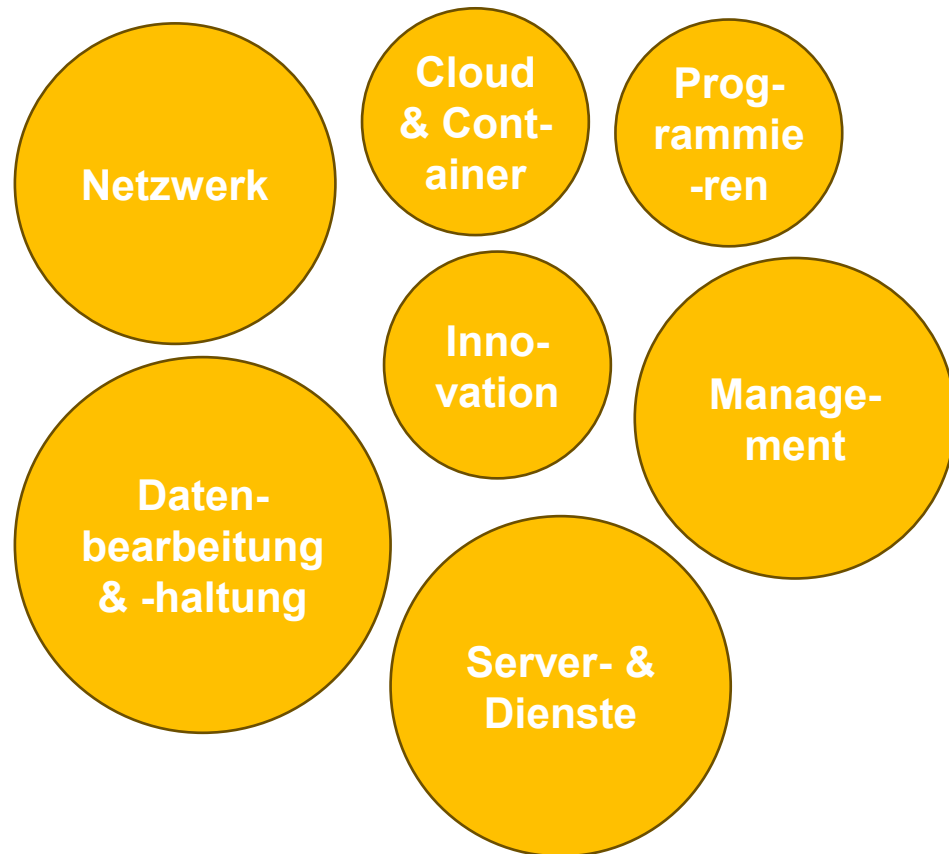 Netzwerk
Cloud
& Cont-
ainer
Prog-
rammie
-ren
Inno-
vation
Manage-
ment
Daten-
bearbeitung
& -haltung
Server- &
Dienste